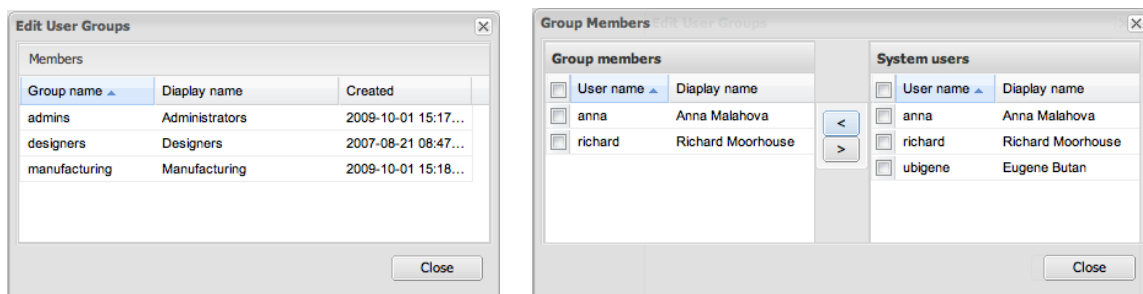 Edit User Groups
Members
Group name Diaplay name Created
admins Administrators 2009-10-01 15:17...
designers Designers 2007-08-21 08:47...
manufacturing Manufacturing 2009-10-01 15:18...
Close
Group Members Edit User Groups
Group members
User name Diaplay name
anna Anna Malahova
richard Richard Moorhouse
<
>
System users
User name Diaplay name
anna Anna Malahova
richard Richard Moorhouse
ubigene Eugene Butan
Close